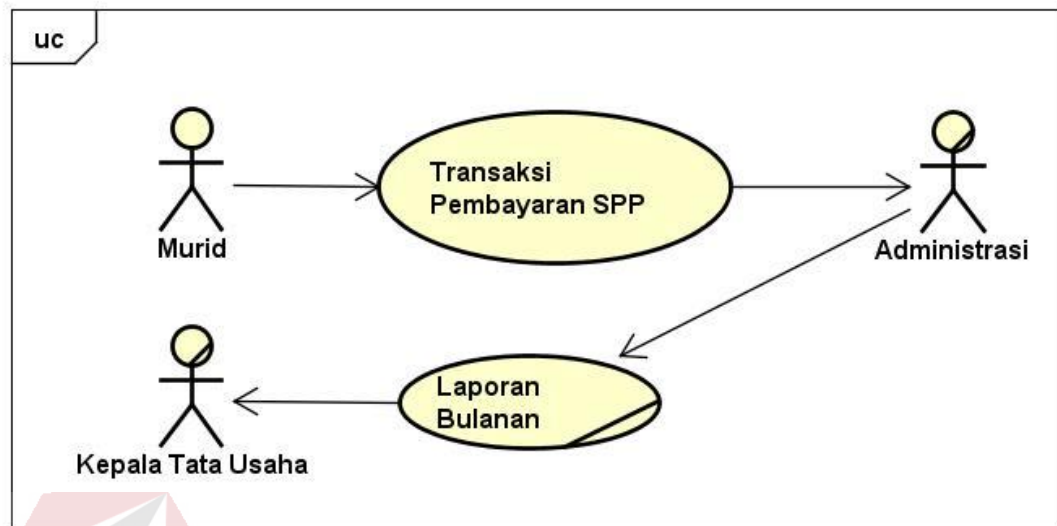 uc
Transaksi
Pembayaran SPP
Murid
Administrasi
Laporan
Bulanan
Kepala Tata Usaha